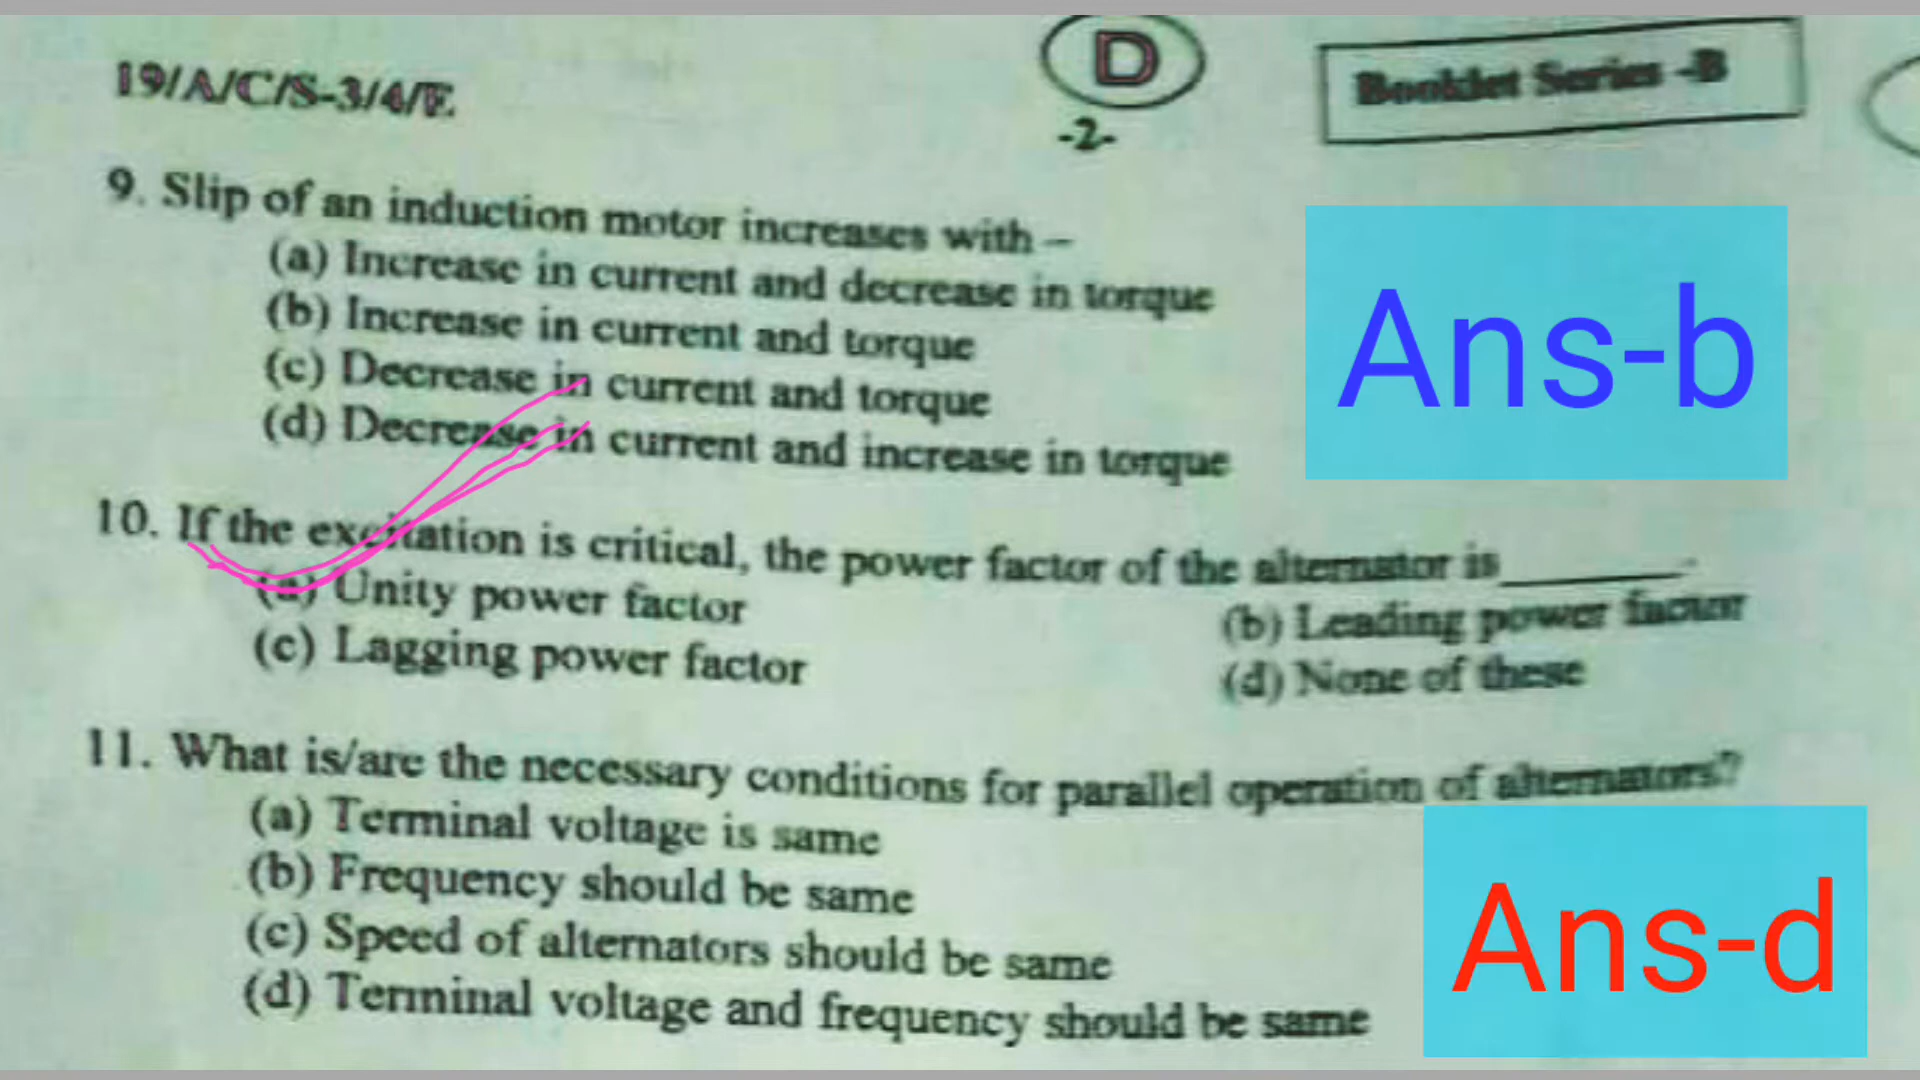 19/A/C/S-3/4/E
D
Booklet Series -B
-2-
9. Slip of an induction motor increases with –
(a) Increase in current and decrease in torque
(b) Increase in current and torque
(c) Decrease in current and torque
(d) Decrease in current and increase in torque
Ans-b
10. If the excitation is critical, the power factor of the alternator is ________.
(a) Unity power factor
(b) Leading power factor
(c) Lagging power factor
(d) None of these
11. What is/are the necessary conditions for parallel operation of alternators?
(a) Terminal voltage is same
(b) Frequency should be same
(c) Speed of alternators should be same
(d) Terminal voltage and frequency should be same
Ans-d